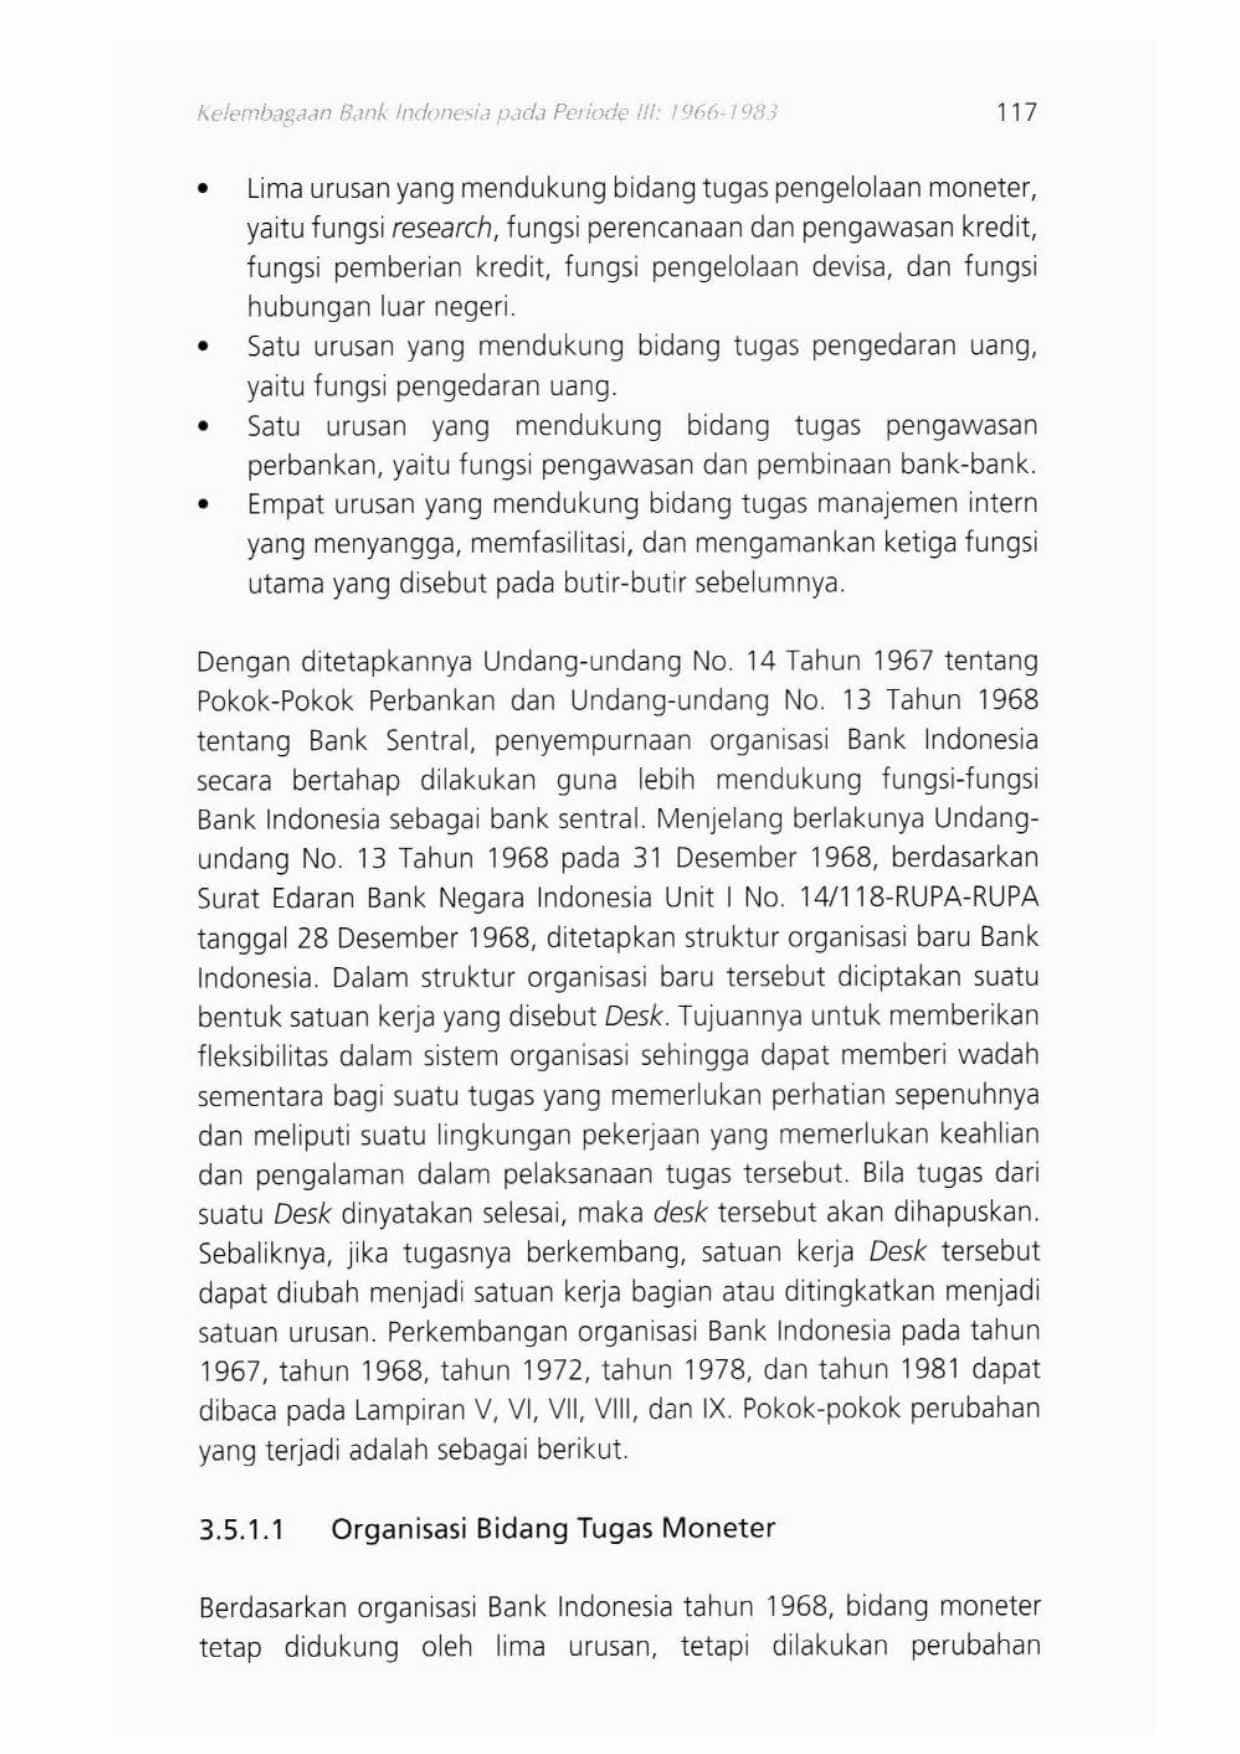 Kelembagaan Bank Indonesia pada Periode III: 1966-1983 117
• Lima urusan yang mendukung bidang tugas pengelolaan moneter,
yaitu fungsi research, fungsi perencanaan dan pengawasan kredit,
fungsi pemberian kredit, fungsi pengelolaan devisa, dan fungsi
hubungan luar negeri.
• Satu urusan yang mendukung bidang tugas pengedaran uang,
yaitu fungsi pengedaran uang.
• Satu urusan yang mendukung bidang tugas pengawasan
perbankan, yaitu fungsi pengawasan dan pembinaan bank-bank.
• Empat urusan yang mendukung bidang tugas manajemen intern
yang menyangga, memfasilitasi, dan mengamankan ketiga fungsi
utama yang disebut pada butir-butir sebelumnya.
Dengan ditetapkannya Undang-undang No. 14 Tahun 1967 tentang
Pokok-Pokok Perbankan dan Undang-undang No. 13 Tahun 1968
tentang Bank Sentral, penyempurnaan organisasi Bank Indonesia
secara bertahap dilakukan guna lebih mendukung fungsi-fungsi
Bank Indonesia sebagai bank sentral. Menjelang berlakunya Undang-
undang No. 13 Tahun 1968 pada 31 Desember 1968, berdasarkan
Surat Edaran Bank Negara Indonesia Unit I No. 14/118-RUPA-RUPA
tanggal 28 Desember 1968, ditetapkan struktur organisasi baru Bank
Indonesia. Dalam struktur organisasi baru tersebut diciptakan suatu
bentuk satuan kerja yang disebut Desk. Tujuannya untuk memberikan
fleksibilitas dalam sistem organisasi sehingga dapat memberi wadah
sementara bagi suatu tugas yang memerlukan perhatian sepenuhnya
dan meliputi suatu lingkungan pekerjaan yang memerlukan keahlian
dan pengalaman dalam pelaksanaan tugas tersebut. Bila tugas dari
suatu Desk dinyatakan selesai, maka desk tersebut akan dihapuskan.
Sebaliknya, jika tugasnya berkembang, satuan kerja Desk tersebut
dapat diubah menjadi satuan kerja bagian atau ditingkatkan menjadi
satuan urusan. Perkembangan organisasi Bank Indonesia pada tahun
1967, tahun 1968, tahun 1972, tahun 1978, dan tahun 1981 dapat
dibaca pada Lampiran V, VI, VII, VIII, dan IX. Pokok-pokok perubahan
yang terjadi adalah sebagai berikut.
3.5.1.1 Organisasi Bidang Tugas Moneter
Berdasarkan organisasi Bank Indonesia tahun 1968, bidang moneter
tetap didukung oleh lima urusan, tetapi dilakukan perubahan